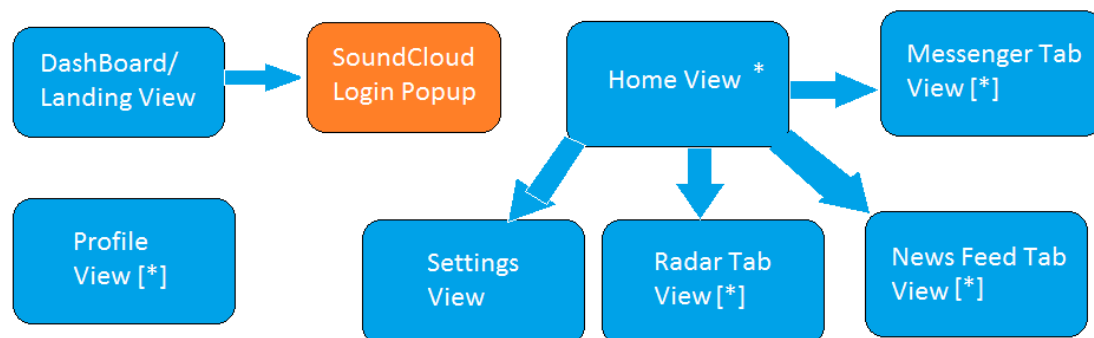 DashBoard/
Landing View
SoundCloud
Login Popup
Home View *
Messenger Tab
View [*]
Profile
View [*]
Settings
View
Radar Tab
View [*]
News Feed Tab
View [*]